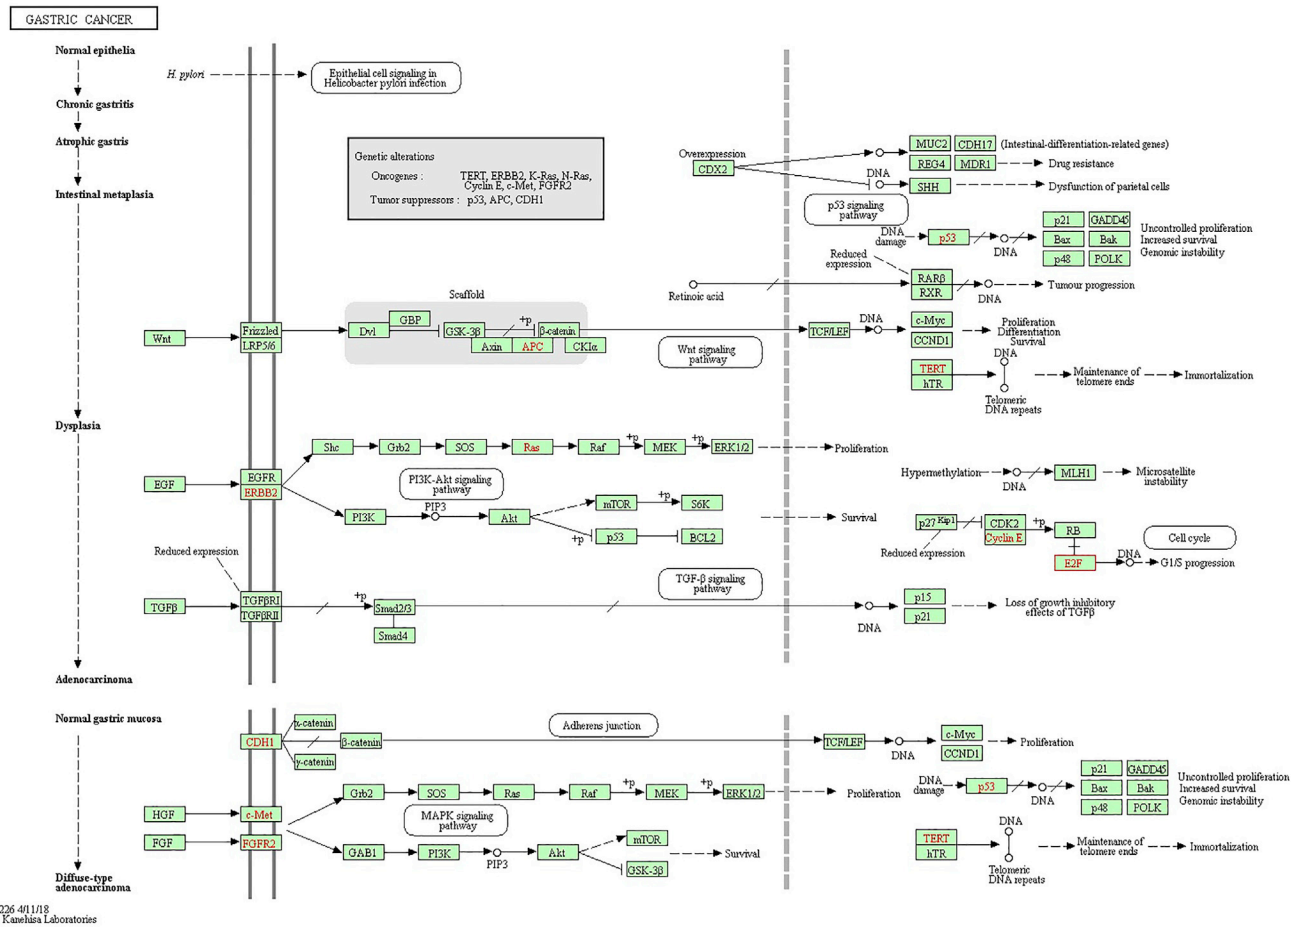 GASTRIC CANCER
Normal epithelia
H. pylori
Epithelial cell signaling in
Helicobacter pylori infection
Chronic gastritis
Atrophic gastris
Intestinal metaplasia
Genetic alterations
Oncogenes : TERT, ERBB2, K-Ras, N-Ras,
Cyclin E, c-Met, FGFR2
Tumor suppressors : p53, APC, CDH1
Overexpression
CDX2
MUC2 CDH17 (Intestinal-differentiation-related genes)
REG4 MDR1 Drug resistance
DNA
SHH Dysfunction of parietal cells
p53 signaling
pathway
DNA
damage
p53
DNA
p21 GADD45
Bax Bak
p48 POLK
Uncontrolled proliferation
Increased survival
Genomic instability
Reduced
expression
Retinoic acid
RARβ
RXR
DNA
Tumour progression
Scaffold
Wnt
Frizzled
LRP5/6
Dvl
GBP
GSK-3β
+p
β-catenin
Axin APC CKIα
Wnt signaling
pathway
TCF/LEF
DNA
c-Myc
CCND1
Proliferation
Differentiation
Survival
TERT
hTR
DNA
Telomeric
DNA repeats
Maintenance of
telomere ends
Immortalization
Dysplasia
Shc Grb2 SOS Ras Raf +p MEK +p ERK1/2 Proliferation
EGF
EGFR
ERBB2
PI3K-Akt signaling
pathway
PI3K
PIP3
Akt
mTOR +p S6K
+p p53 BCL2
Survival
Hypermethylation
DNA
MLH1
Microsatellite
instability
p27 Kip1
Reduced expression
CDK2
Cyclin E
+p
RB
E2F
DNA
Cell cycle
G1/S progression
Reduced expression
TGFβ
TGFβRI
TGFβRII
+p
Smad2/3
Smad4
TGF-β signaling
pathway
DNA
p15
p21
Loss of growth inhibitory
effects of TGFβ
Adenocarcinoma
Normal gastric mucosa
CDH1
α-catenin
β-catenin
γ-catenin
Adherens junction
TCF/LEF
DNA
c-Myc
CCND1
Proliferation
HGF c-Met
FGF FGFR2
Grb2 SOS Ras Raf +p MEK +p ERK1/2 Proliferation
MAPK signaling
pathway
GAB1 PI3K PIP3 Akt
mTOR
GSK-3β
Survival
DNA
damage
p53
DNA
p21 GADD45
Bax Bak
p48 POLK
Uncontrolled proliferation
Increased survival
Genomic instability
TERT
hTR
DNA
Telomeric
DNA repeats
Maintenance of
telomere ends
Immortalization
Diffuse-type
adenocarcinoma
226 4/11/18
Kanehisa Laboratories